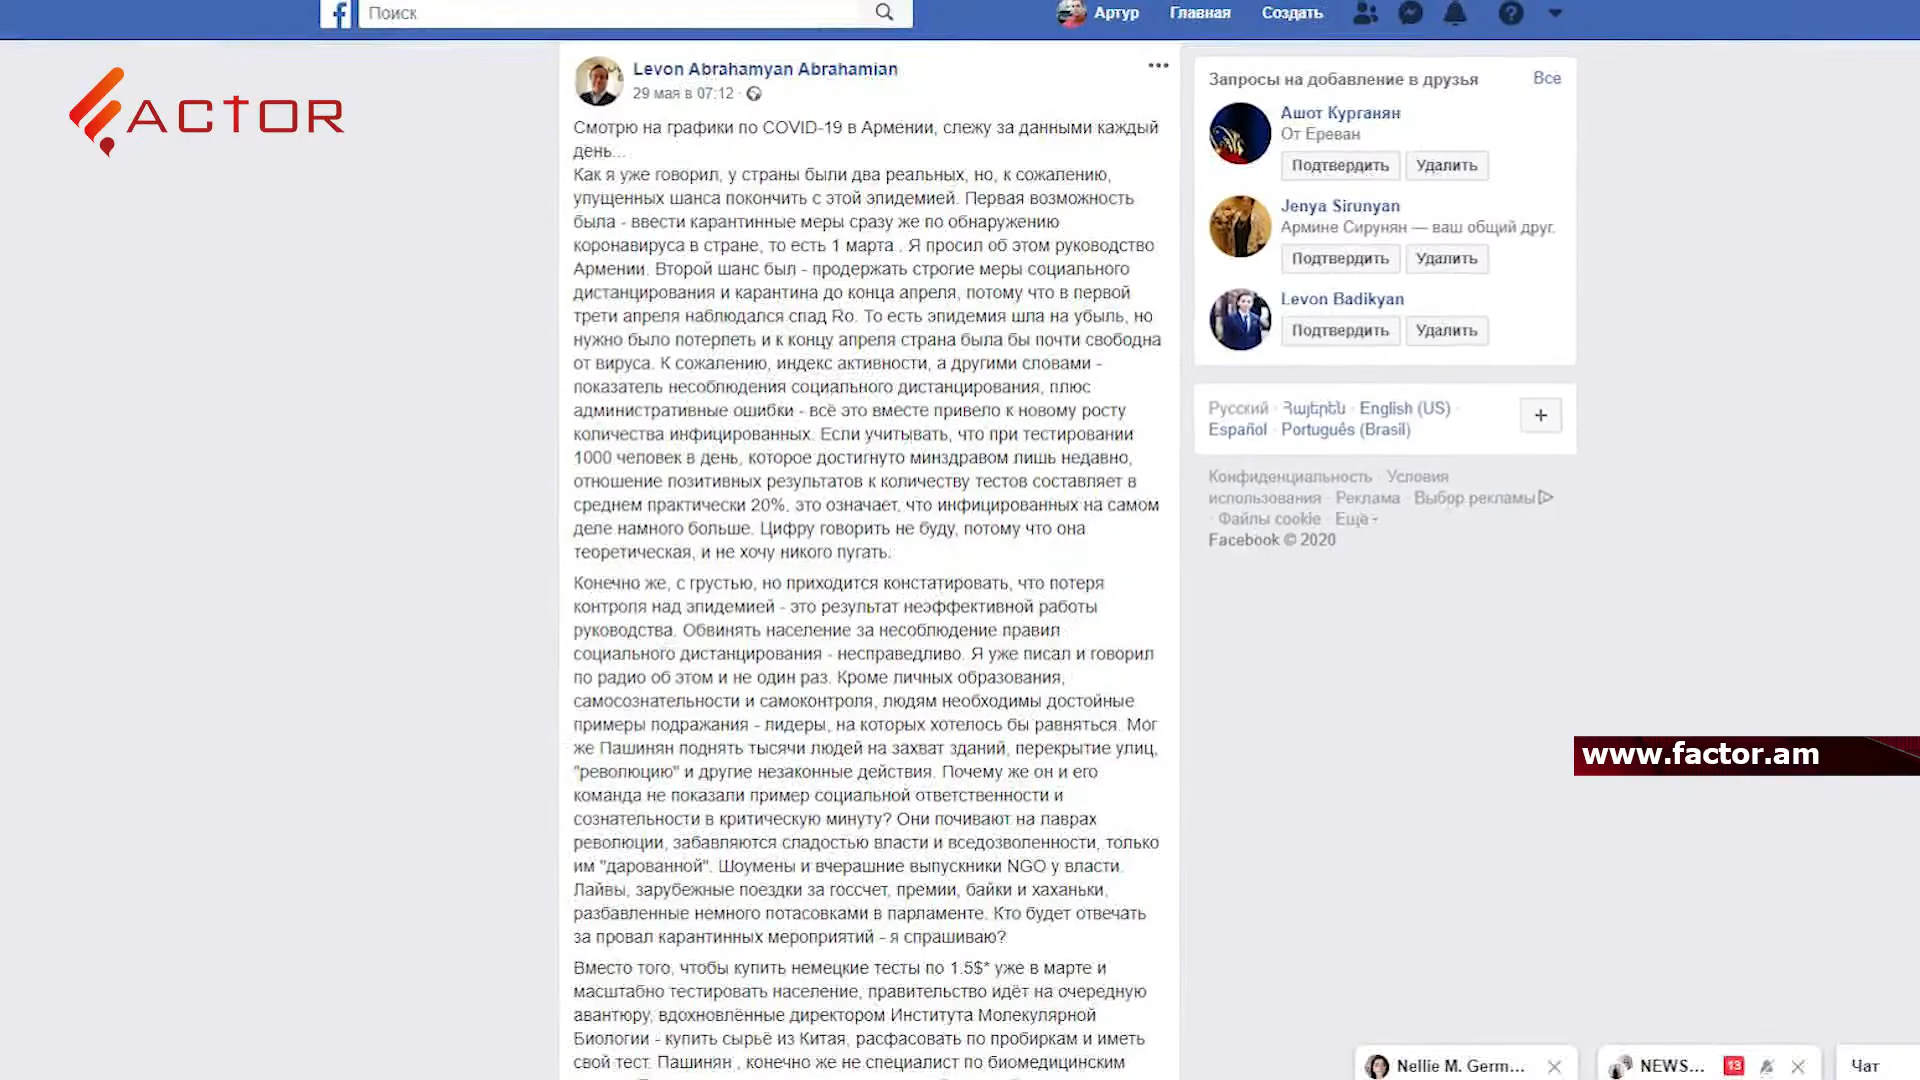 Поиск
Артур
Главная
Создать
FACTOR
Levon Abrahamyan Abrahamian
29 мая в 07:12 ·
Смотрю на графики по COVID-19 в Армении, слежу за данными каждый
день...
Как я уже говорил, у страны были два реальных, но, к сожалению,
упущенных шанса покончить с этой эпидемией. Первая возможность
была - ввести карантинные меры сразу же по обнаружению
коронавируса в стране, то есть 1 марта . Я просил об этом руководство
Армении. Второй шанс был - продержать строгие меры социального
дистанцирования и карантина до конца апреля, потому что в первой
трети апреля наблюдался спад Ro. То есть эпидемия шла на убыль, но
нужно было потерпеть и к концу апреля страна была бы почти свободна
от вируса. К сожалению, индекс активности, а другими словами -
показатель несоблюдения социального дистанцирования, плюс
административные ошибки - всё это вместе привело к новому росту
количества инфицированных. Если учитывать, что при тестировании
1000 человек в день, которое достигнуто минздравом лишь недавно,
отношение позитивных результатов к количеству тестов составляет в
среднем практически 20%, это означает, что инфицированных на самом
деле намного больше. Цифру говорить не буду, потому что она
теоретическая, и не хочу никого пугать.
Конечно же, с грустью, но приходится констатировать, что потеря
контроля над эпидемией - это результат неэффективной работы
руководства. Обвинять население за несоблюдение правил
социального дистанцирования - несправедливо. Я уже писал и говорил
по радио об этом и не один раз. Кроме личных образования,
самосознательности и самоконтроля, людям необходимы достойные
примеры подражания - лидеры, на которых хотелось бы равняться. Мог
же Пашинян поднять тысячи людей на захват зданий, перекрытие улиц,
"революцию" и другие незаконные действия. Почему же он и его
команда не показали пример социальной ответственности и
сознательности в критическую минуту? Они почивают на лаврах
революции, забавляются сладостью власти и вседозволенности, только
им "дарованной". Шоумены и вчерашние выпускники NGO у власти.
Лайвы, зарубежные поездки за госсчет, премии, байки и хаханьки,
разбавленные немного потасовками в парламенте. Кто будет отвечать
за провал карантинных мероприятий - я спрашиваю?
Вместо того, чтобы купить немецкие тесты по 1.5$* уже в марте и
масштабно тестировать население, правительство идёт на очередную
авантюру, вдохновлённые директором Института Молекулярной
Биологии - купить сырьё из Китая, расфасовать по пробиркам и иметь
свой тест. Пашинян , конечно же не специалист по биомедицинским
Запросы на добавление в друзья
Все
Ашот Курганян
От Ереван
Подтвердить
Удалить
Jenya Sirunyan
Армине Сирунян — ваш общий друг.
Подтвердить
Удалить
Levon Badikyan
Подтвердить
Удалить
Русский · Հայերեն · English (US) ·
Español · Português (Brasil)
+
Конфиденциальность · Условия
использования · Реклама · Выбор рекламы
· Файлы cookie · Еще
Facebook © 2020
www.factor.am
Nellie M. Germ...
NEWS...
13
Чат